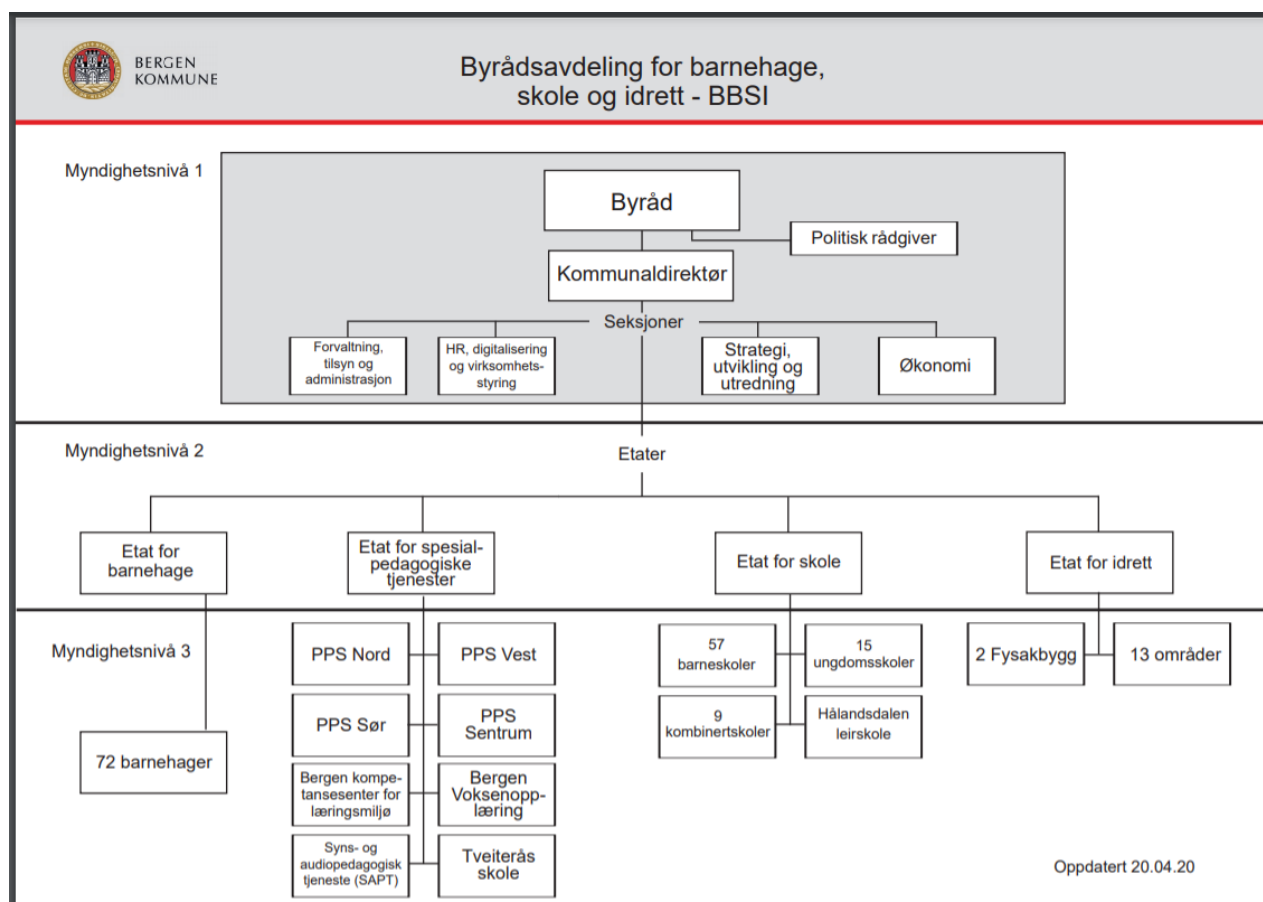 BERGEN
KOMMUNE
Byrådsavdeling for barnehage,
skole og idrett - BBSI
Myndighetsnivå 1
Byråd
Politisk rådgiver
Kommunaldirektør
Seksjoner
Forvaltning,
tilsyn og
administrasjon
HR, digitalisering
og virksomhets-
styring
Strategi,
utvikling og
utredning
Økonomi
Myndighetsnivå 2
Etater
Etat for
barnehage
Etat for spesial-
pedagogiske
tjenester
Etat for skole
Etat for idrett
Myndighetsnivå 3
72 barnehager
PPS Nord
PPS Vest
PPS Sør
PPS
Sentrum
Bergen kompe-
tansesenter for
læringsmiljø
Bergen
Voksenopp-
læring
Syns- og
audiopedagogisk
tjeneste (SAPT)
Tveiterås
skole
57
barneskoler
15
ungdomsskoler
9
kombinertskoler
Hålandsdalen
leirskole
2 Fysakbygg
13 områder
Oppdatert 20.04.20